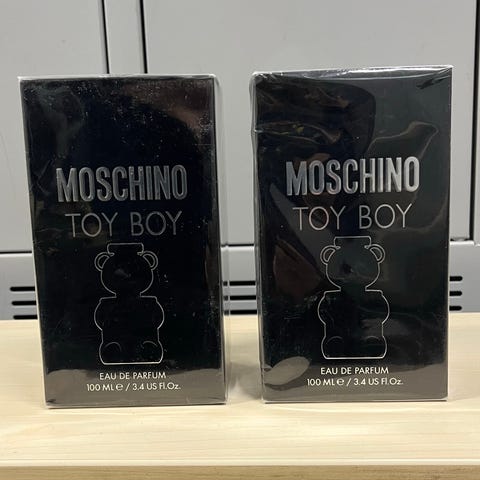 MOSCHINO
TOY BOY
EAU DE PARFUM
100 ML e / 3.4 US Fl.Oz.
MOSCHINO
TOY BOY
EAU DE PARFUM
100 ML e / 3.4 US Fl.Oz.